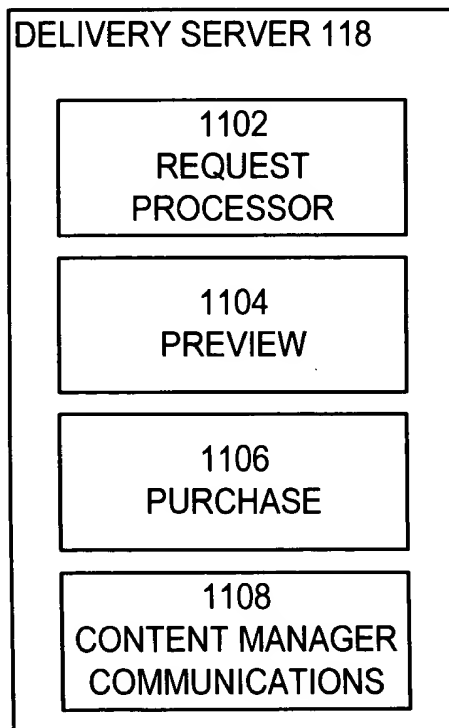 DELIVERY SERVER 118
1102
REQUEST
PROCESSOR
1104
PREVIEW
1106
PURCHASE
1108
CONTENT MANAGER
COMMUNICATIONS